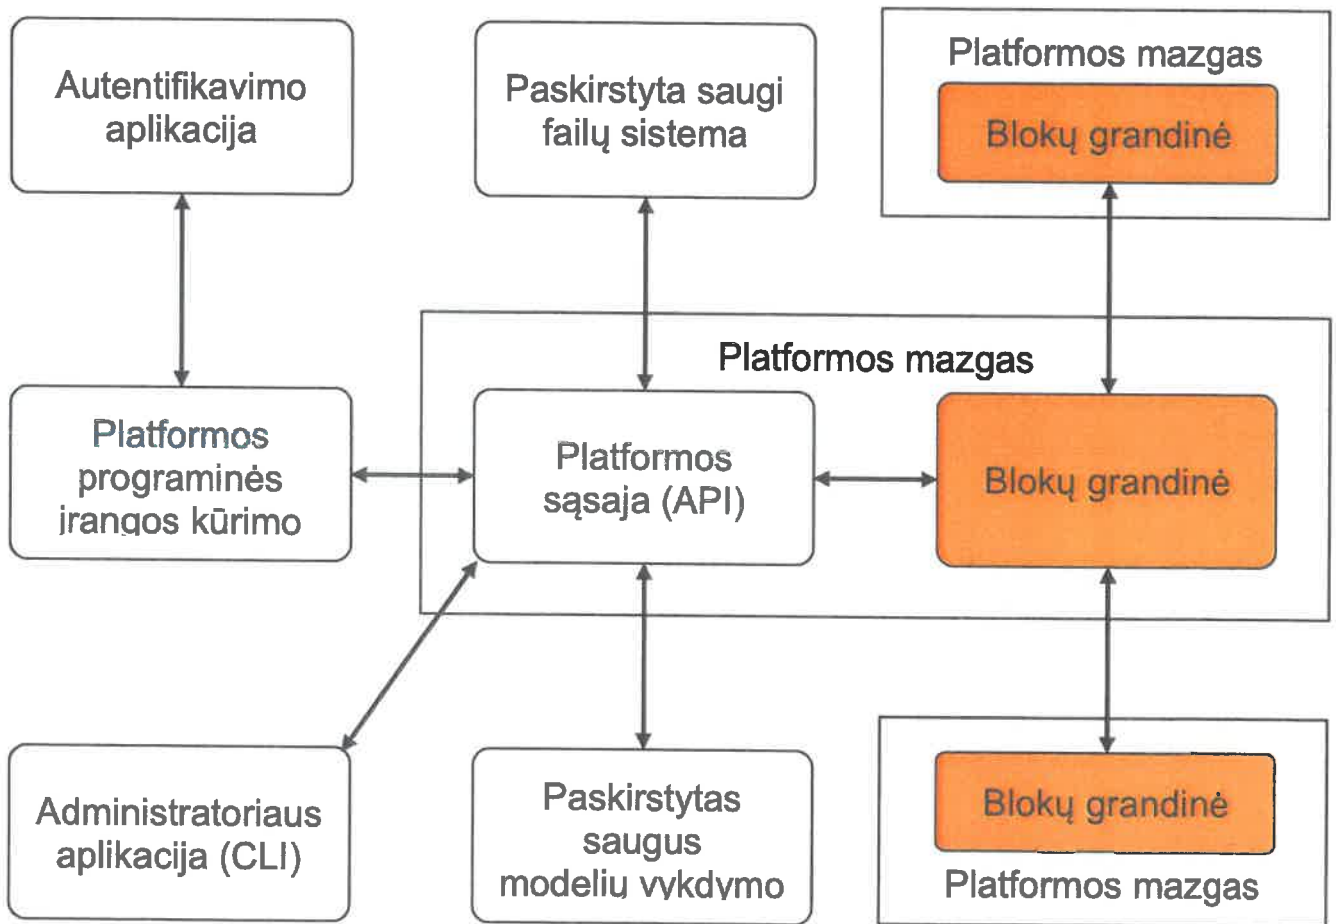 Autentifikavimo
aplikacija
Paskirstyta saugi
failų sistema
Platformos mazgas
Blokų grandinė
Platformos mazgas
Platformos
programinės
įrangos kūrimo
Platformos
sąsaja (API)
Blokų grandinė
Administratoriaus
aplikacija (CLI)
Paskirstytas
saugus
modelių vykdymo
Blokų grandinė
Platformos mazgas